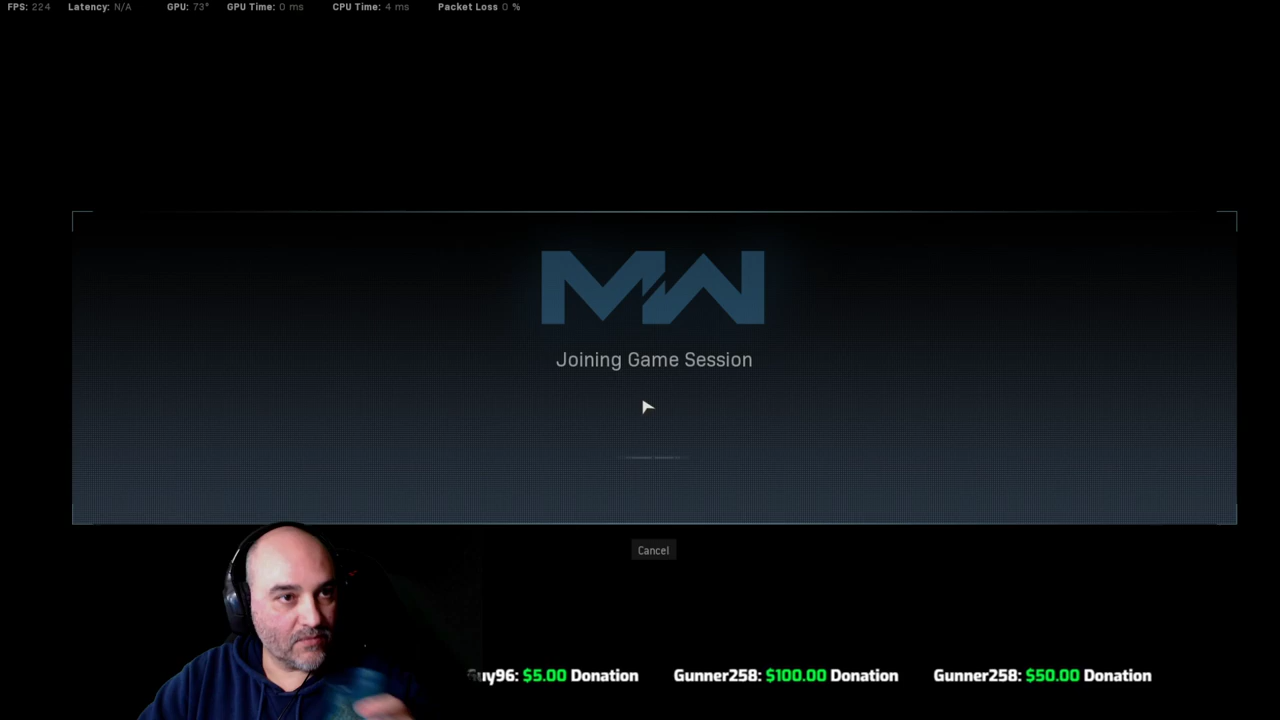 FPS: 224 Latency: N/A GPU: 73° GPU Time: 0 ms CPU Time: 4 ms Packet Loss 0 %
MW
Joining Game Session
Cancel
uy96: $5.00 Donation Gunner258: $100.00 Donation Gunner258: $50.00 Donation